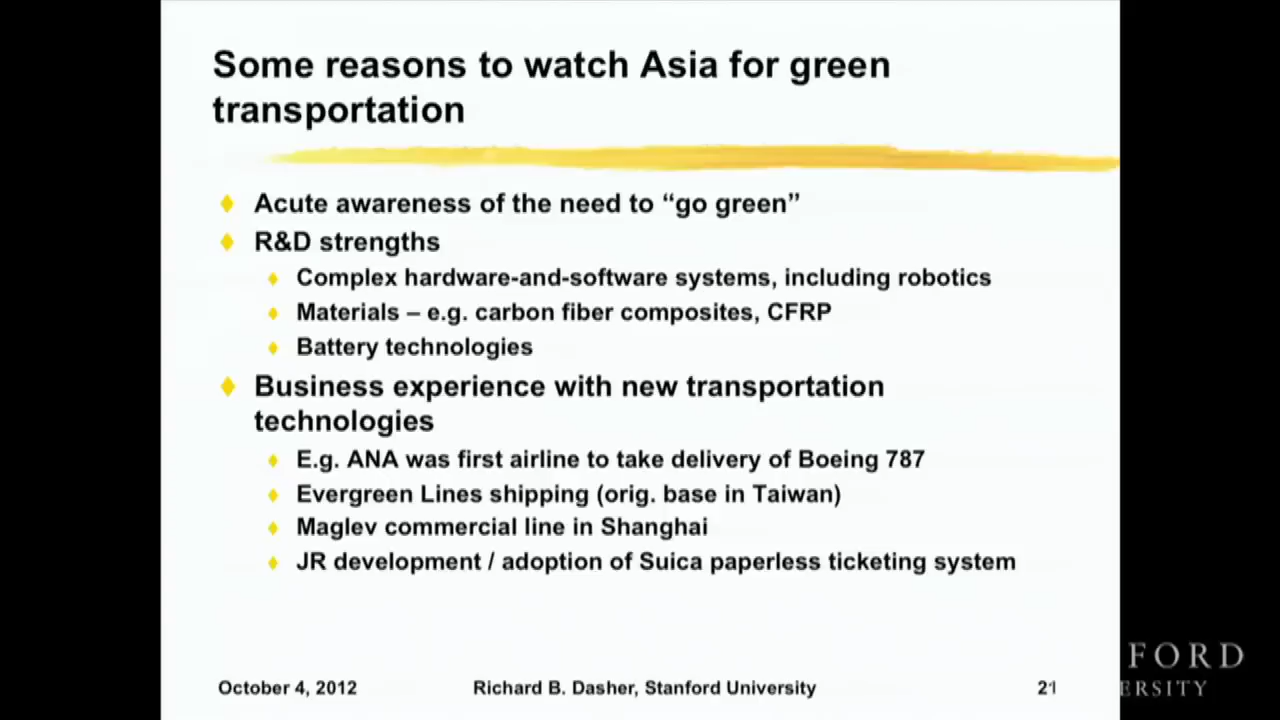 Some reasons to watch Asia for green
transportation
Acute awareness of the need to “go green”
R&D strengths
Complex hardware-and-software systems, including robotics
Materials – e.g. carbon fiber composites, CFRP
Battery technologies
Business experience with new transportation
technologies
E.g. ANA was first airline to take delivery of Boeing 787
Evergreen Lines shipping (orig. base in Taiwan)
Maglev commercial line in Shanghai
JR development / adoption of Suica paperless ticketing system
October 4, 2012
Richard B. Dasher, Stanford University
21
FORD
ERSITY